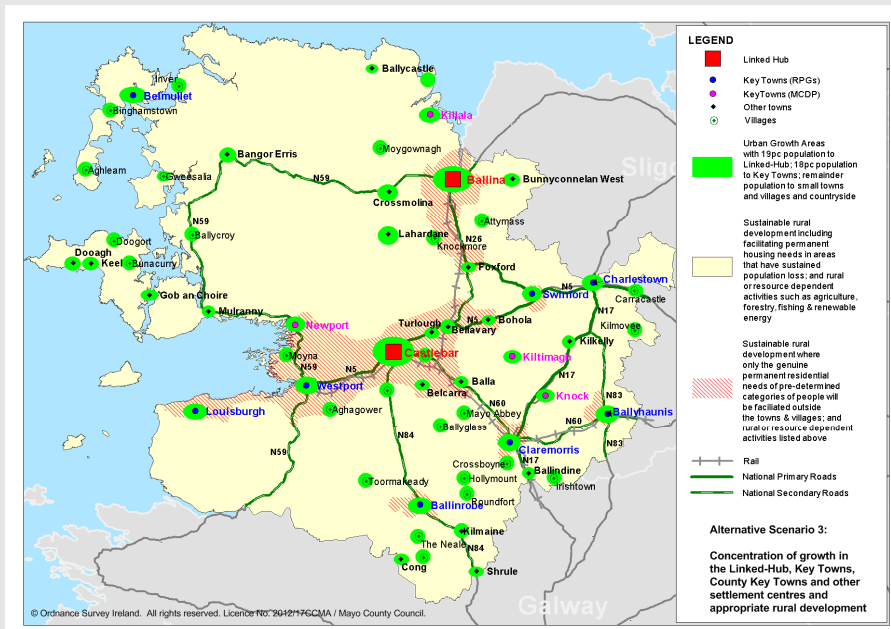 Ballycastle
Inver
Belmullet
Binghamstown
Killala
Moygownagh
Bangor Erris
Aghleam
Gweesalia
N59
Sligo
Ballina
Bunnyconnelan West
Crossmolina
N59
Attymass
Lahardane
N26
Knockmore
Ballycroy
Doogort
Dooagh
Keel
Bunacurry
Foxford
Charlestown
N5
Swinford
Carracastle
Gob an Choire
Mulranny
N17
Newport
Turlough
N5
Bohola
Bellavary
Kilmovee
Kilkelly
Castlebar
Kiltimagh
Moyna
N59
N5
N17
Westport
Balla
Belcarra
Knock
N83
Louisburgh
Aghagower
N60
Mayo Abbey
Ballyhaunis
Ballyglass
N60
N84
Claremorris
N83
N59
N17
Crossboyne
Ballindine
Toormakeady
Hollymount
Irishtown
Roundfort
Ballinrobe
Kilmaine
The Neale
N84
Cong
Shrule
Galway
© Ordnance Survey Ireland. All rights reserved. Licence No. 2012/17CCMA / Mayo County Council.
LEGEND
Linked Hub
Key Towns (RPGs)
KeyTowns (MCDP)
Other towns
Villages
Urban Growth Areas
with 19pc population to
Linked-Hub; 18pc population
to Key Towns; remainder
population to small towns
and villages and countryside
Sustainable rural
development including
facilitating permanent
housing needs in areas
that have sustained
population loss; and rural
or resource dependent
activities such as agriculture,
forestry, fishing & renewable
energy
Sustainable rural
development where
only the genuine
permanent residential
needs of pre-determined
categories of people will
be faciliated outside
the towns & villages; and
rural or resource dependent
activities listed above
Rail
National Primary Roads
National Secondary Roads
Alternative Scenario 3:
Concentration of growth in
the Linked-Hub, Key Towns,
County Key Towns and other
settlement centres and
appropriate rural development